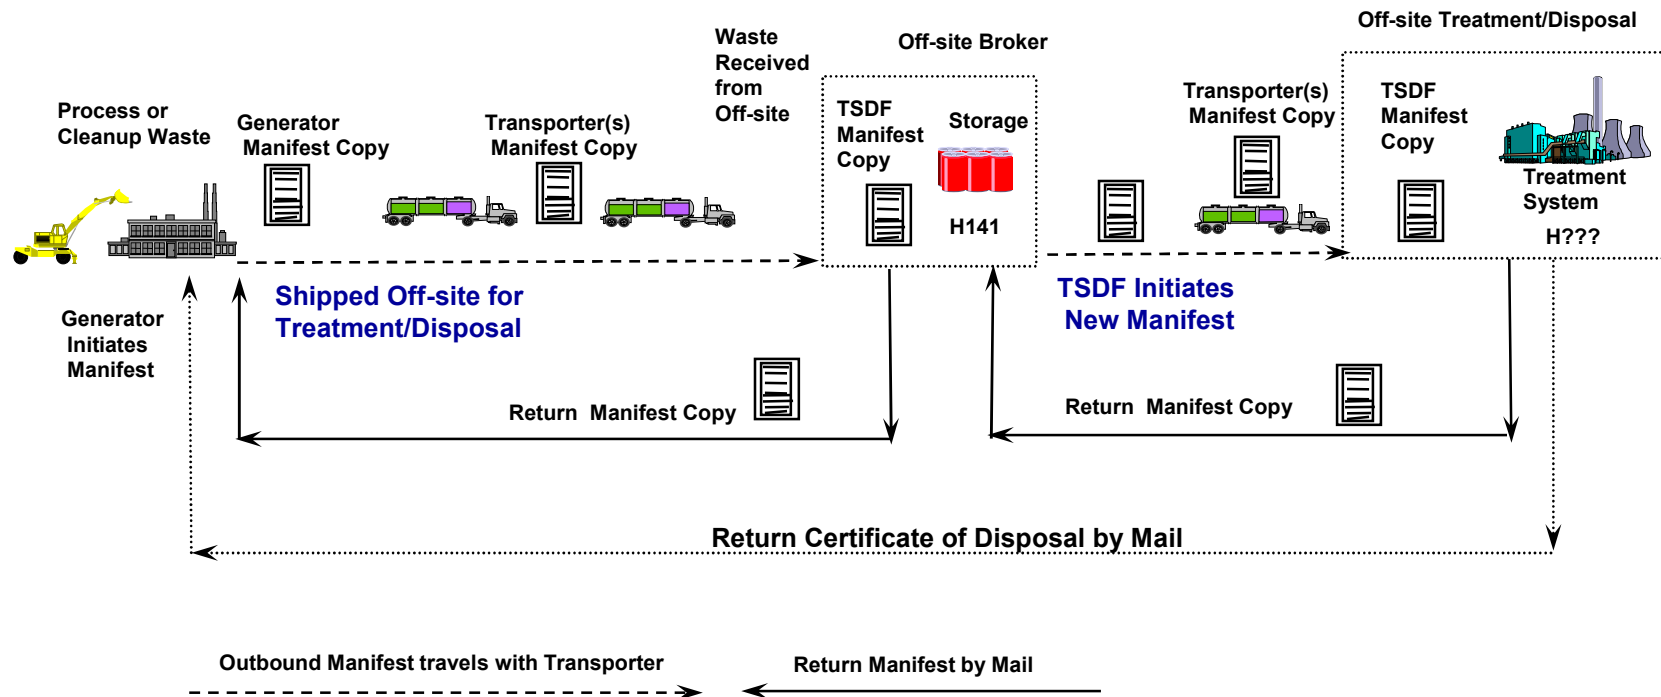 Off-site Treatment/Disposal
Waste
Received
from
Off-site
Off-site Broker
Process or
Cleanup Waste
Generator
Manifest Copy
Transporter(s)
Manifest Copy
TSDF
Manifest
Copy
Storage
H141
Transporter(s)
Manifest Copy
TSDF
Manifest
Copy
Treatment
System
H???
Generator
Initiates
Manifest
Shipped Off-site for
Treatment/Disposal
TSDF Initiates
New Manifest
Return Manifest Copy
Return Manifest Copy
Return Certificate of Disposal by Mail
Outbound Manifest travels with Transporter
Return Manifest by Mail